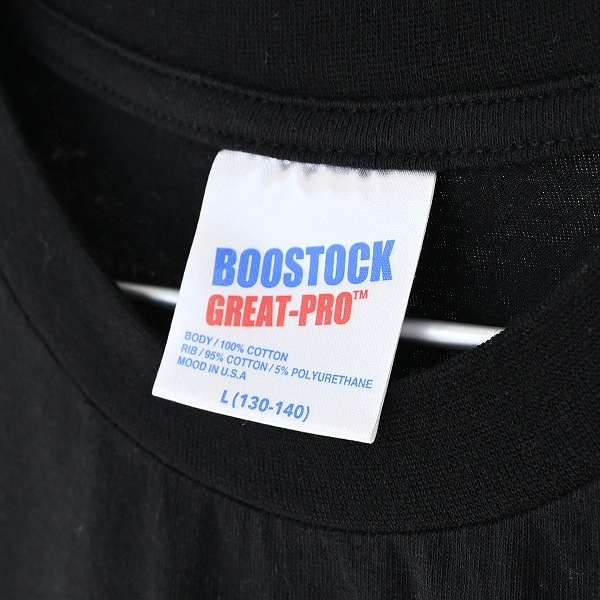 BOOSTOCK
GREAT-PRO™
BODY / 100% COTTON
RIB / 95% COTTON / 5% POLYURETHANE
MOOD IN U.S.A
L (130-140)